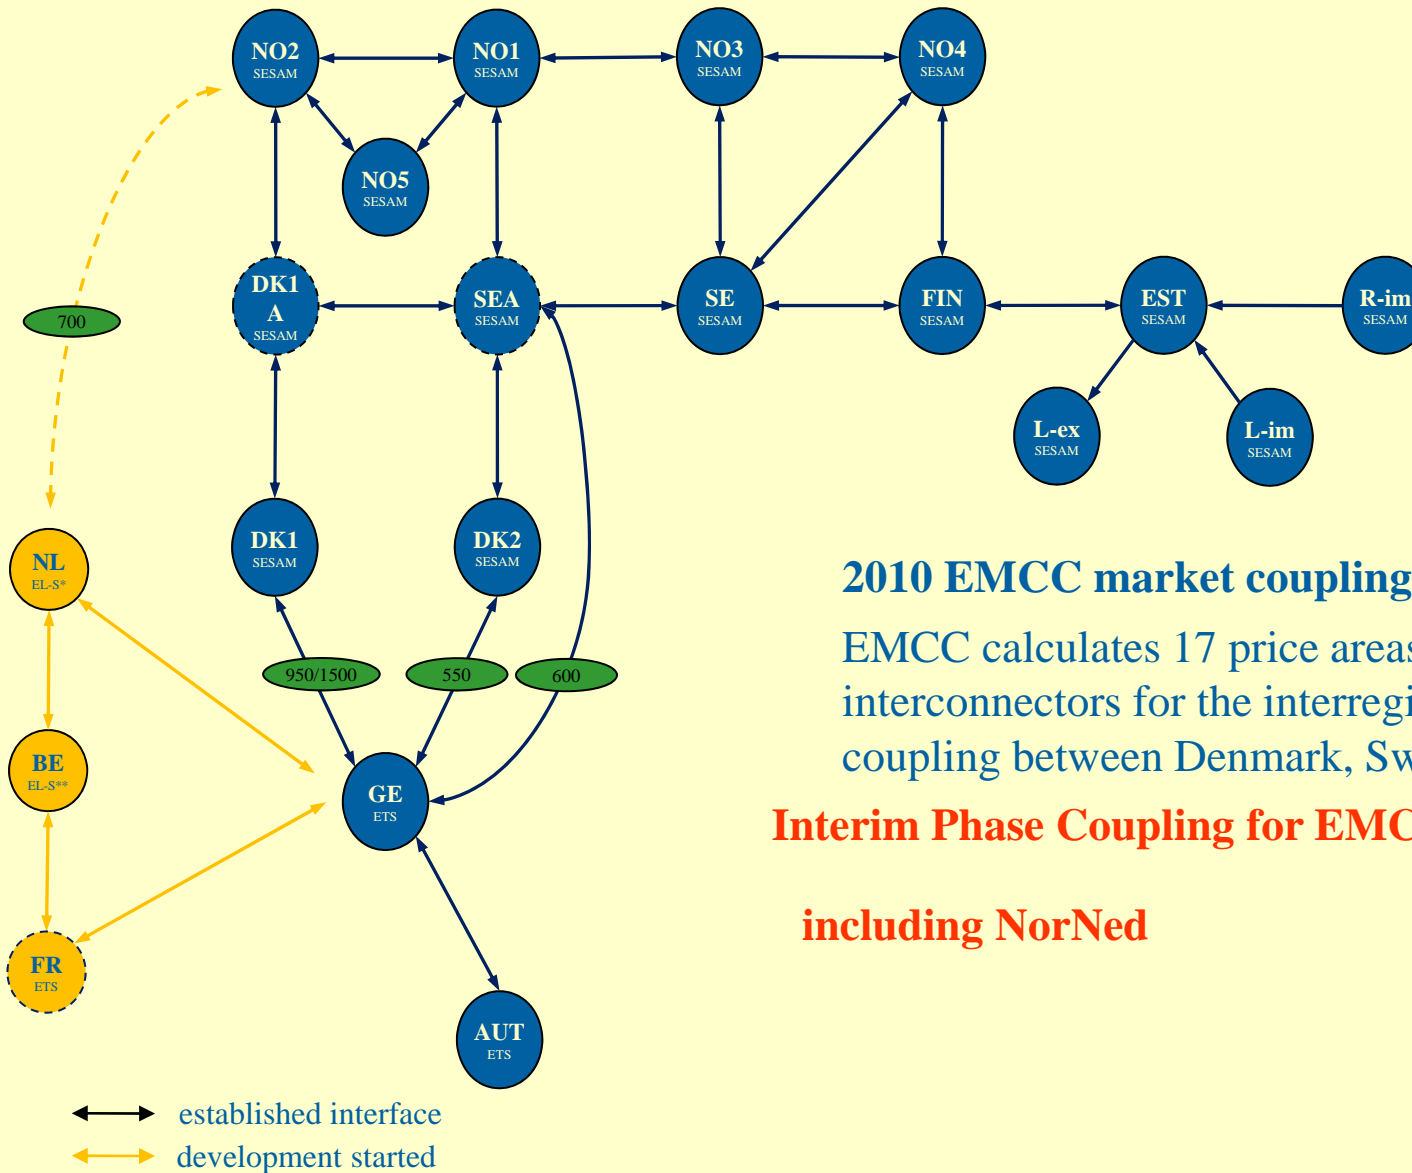 NO2
SESAM
NO1
SESAM
NO3
SESAM
NO4
SESAM
NO5
SESAM
DK1
A
SESAM
SEA
SESAM
SE
SESAM
FIN
SESAM
EST
SESAM
R-im
SESAM
700
L-ex
SESAM
L-im
SESAM
DK1
SESAM
DK2
SESAM
NL
EL-S*
2010 EMCC market coupling
EMCC calculates 17 price areas
interconnectors for the interregi
coupling between Denmark, Sw
950/1500
550
600
BE
EL-S**
GE
ETS
Interim Phase Coupling for EMC
including NorNed
FR
ETS
AUT
ETS
established interface
development started